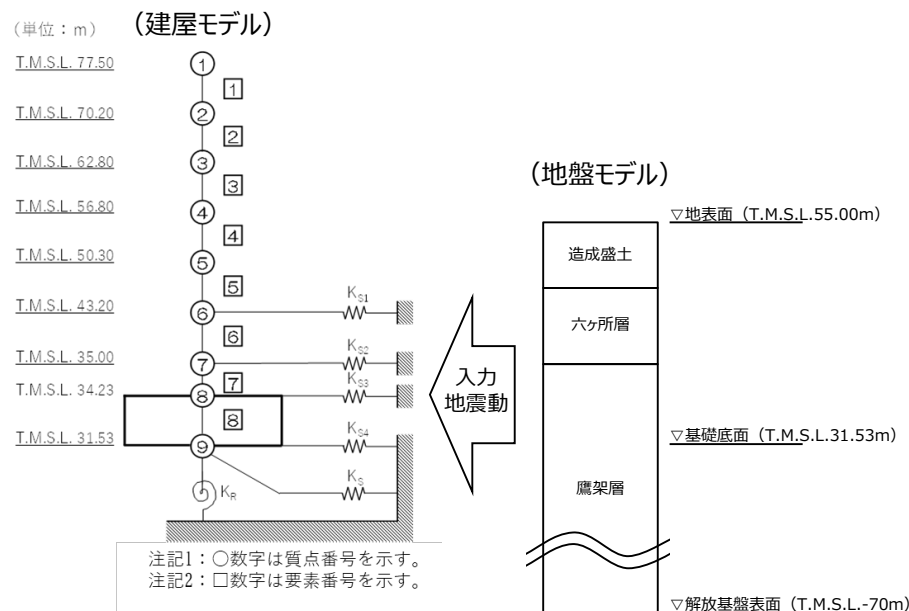 （単位：m）
（建屋モデル）
T.M.S.L. 77.50
①
1
T.M.S.L. 70.20
②
2
T.M.S.L. 62.80
③
3
T.M.S.L. 56.80
④
4
T.M.S.L. 50.30
⑤
5
T.M.S.L. 43.20
⑥
KS1
6
T.M.S.L. 35.00
⑦
KS2
7
T.M.S.L. 34.23
⑧
KS3
8
T.M.S.L. 31.53
⑨
KS4
KR
KS
注記1：○数字は質点番号を示す。
注記2：□数字は要素番号を示す。
入力
地震動
（地盤モデル）
▽地表面（T.M.S.L.55.00m）
造成盛土
六ヶ所層
▽基礎底面（T.M.S.L.31.53m）
鷹架層
▽解放基盤表面（T.M.S.L.-70m）